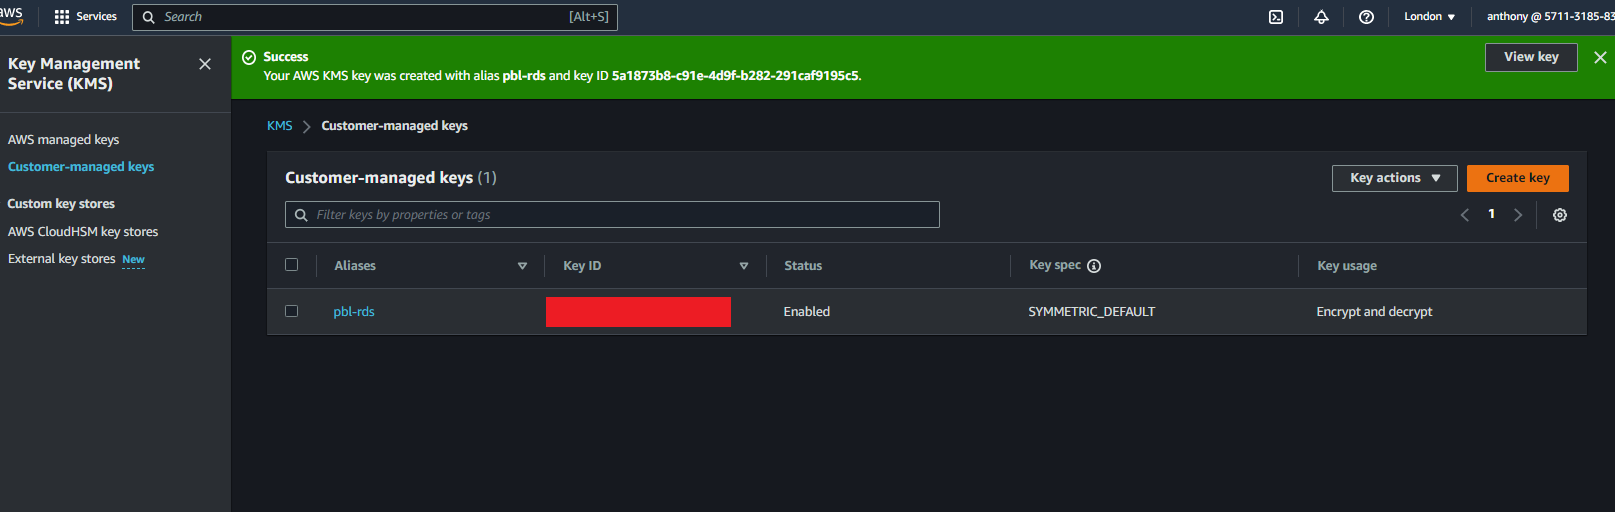 aws
Services
Search
[Alt+S]
London
anthony @ 5711-3185-83
Key Management
Service (KMS)
AWS managed keys
Customer-managed keys
Custom key stores
AWS CloudHSM key stores
External key stores New
Success
Your AWS KMS key was created with alias pbl-rds and key ID 5a1873b8-c91e-4d9f-b282-291caf9195c5.
View key
KMS
Customer-managed keys
Customer-managed keys (1)
Key actions
Create key
Filter keys by properties or tags
1
Aliases
Key ID
Status
Key spec
Key usage
pbl-rds
Enabled
SYMMETRIC_DEFAULT
Encrypt and decrypt